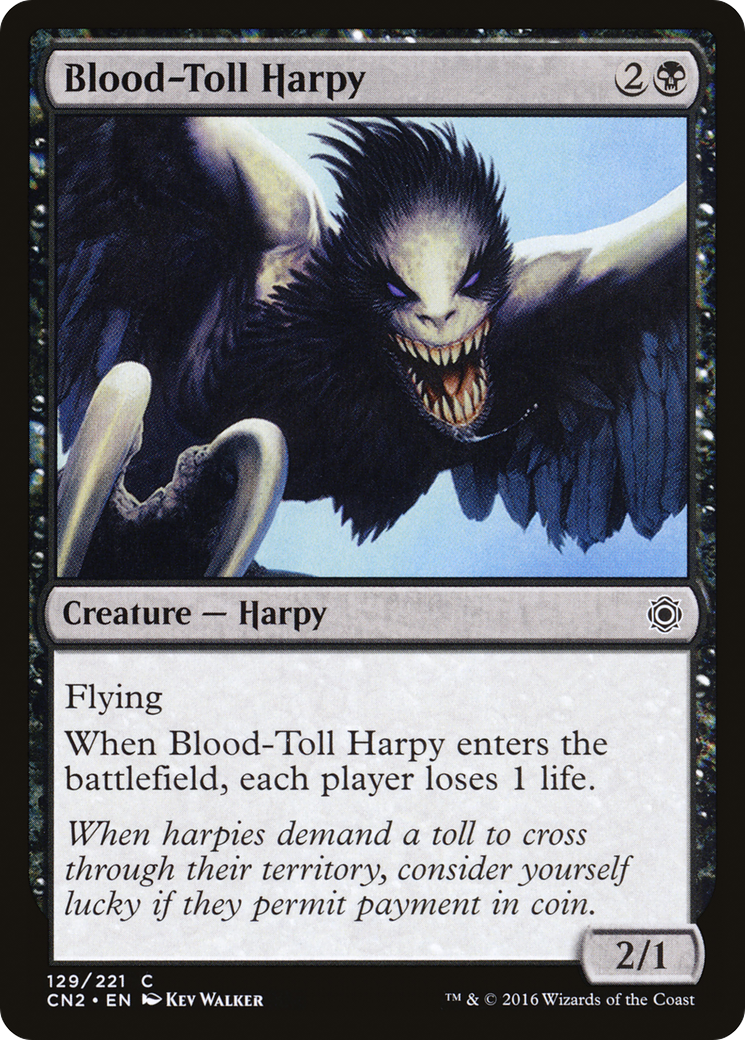 Blood-Toll Harpy 2
Creature — Harpy
Flying
When Blood-Toll Harpy enters the
battlefield, each player loses 1 life.
When harpies demand a toll to cross
through their territory, consider yourself
lucky if they permit payment in coin.
2/1
129/221 C
CN2 • EN Kev Walker
™ & © 2016 Wizards of the Coast